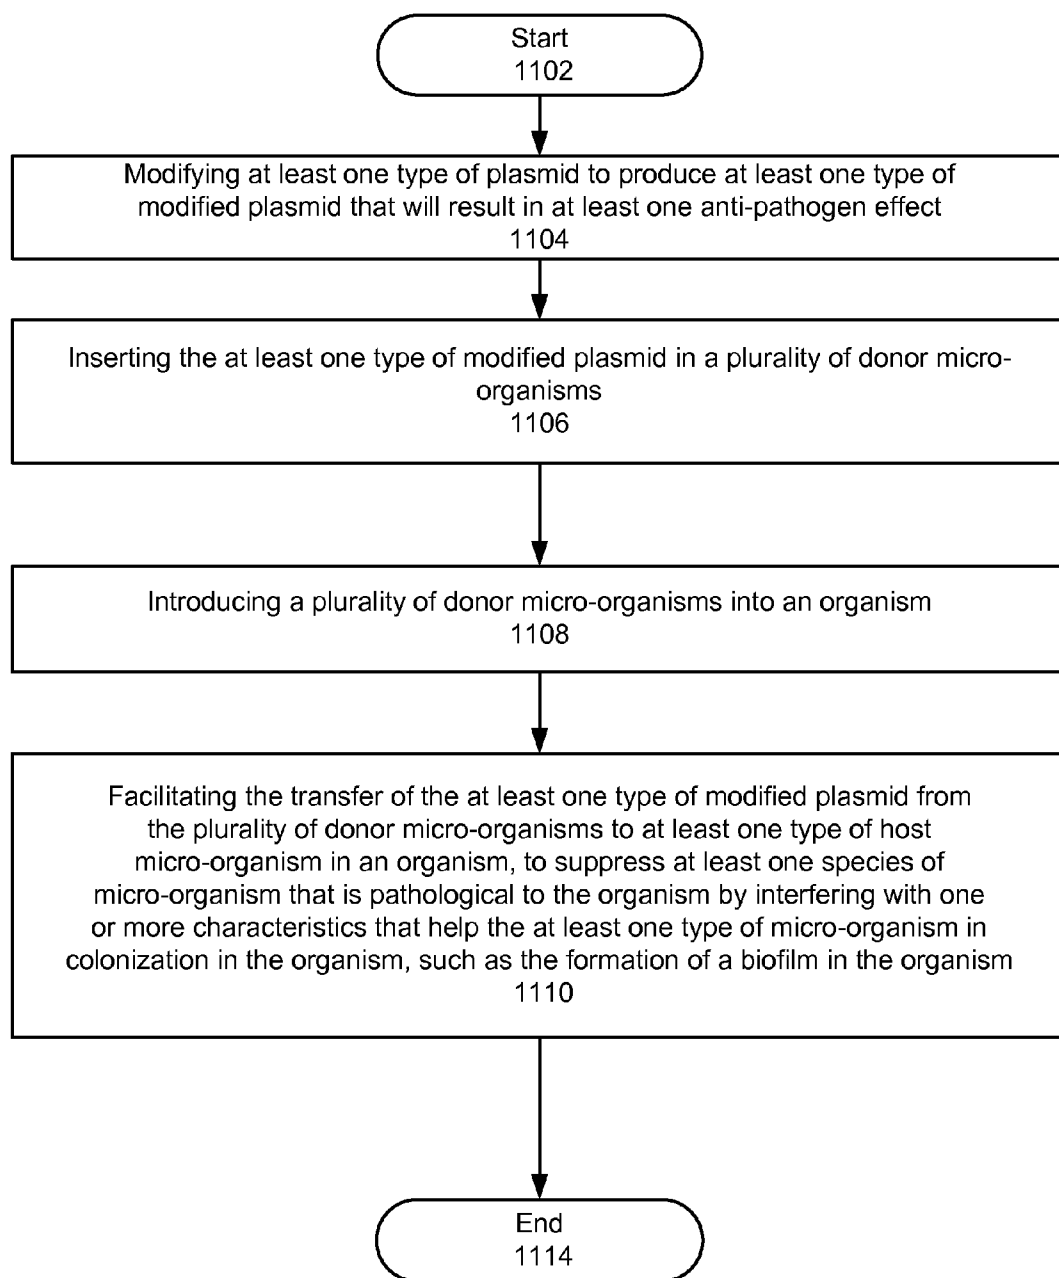 Start
1102
Modifying at least one type of plasmid to produce at least one type of
modified plasmid that will result in at least one anti-pathogen effect
1104
Inserting the at least one type of modified plasmid in a plurality of donor micro-
organisms
1106
Introducing a plurality of donor micro-organisms into an organism
1108
Facilitating the transfer of the at least one type of modified plasmid from
the plurality of donor micro-organisms to at least one type of host
micro-organism in an organism, to suppress at least one species of
micro-organism that is pathological to the organism by interfering with one
or more characteristics that help the at least one type of micro-organism in
colonization in the organism, such as the formation of a biofilm in the organism
1110
End
1114